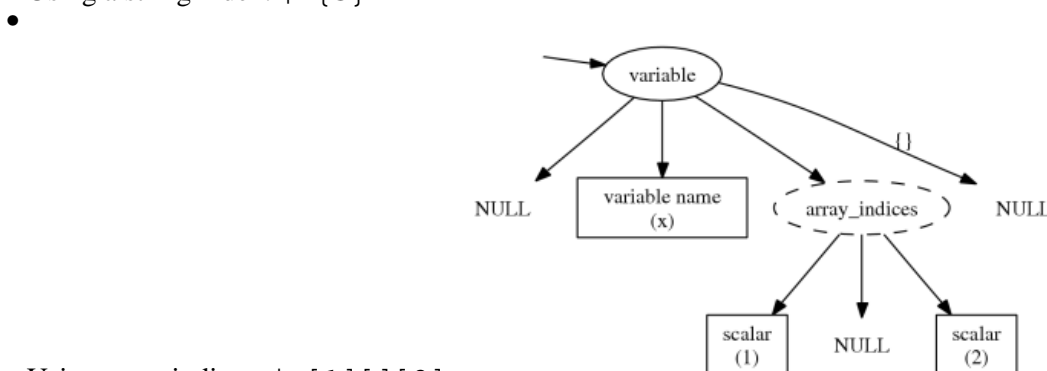 variable
{}
NULL
variable name
(x)
array_indices
NULL
scalar
(1)
NULL
scalar
(2)